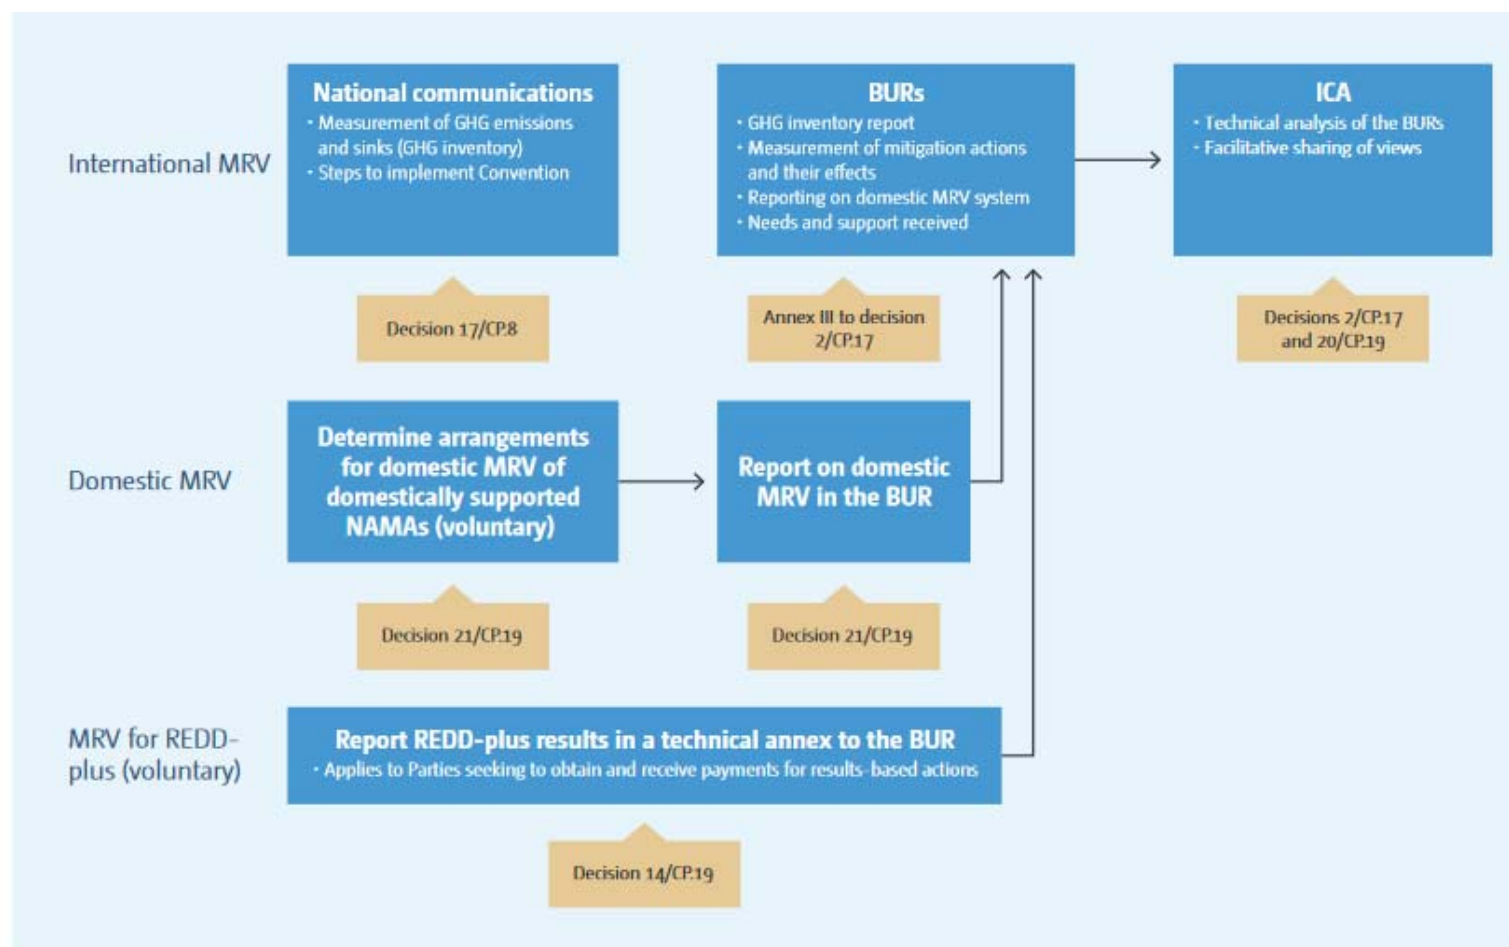 International MRV
National communications
· Measurement of GHG emissions
and sinks (GHG inventory)
· Steps to implement Convention
BURs
· GHG inventory report
· Measurement of mitigation actions
and their effects
· Reporting on domestic MRV system
· Needs and support received
ICA
· Technical analysis of the BURs
· Facilitative sharing of views
Decision 17/CP.8
Annex III to decision
2/CP.17
Decisions 2/CP.17
and 20/CP.19
Domestic MRV
Determine arrangements
for domestic MRV of
domestically supported
NAMAs (voluntary)
Report on domestic
MRV in the BUR
Decision 21/CP.19
Decision 21/CP.19
MRV for REDD-
plus (voluntary)
Report REDD-plus results in a technical annex to the BUR
· Applies to Parties seeking to obtain and receive payments for results-based actions
Decision 14/CP.19